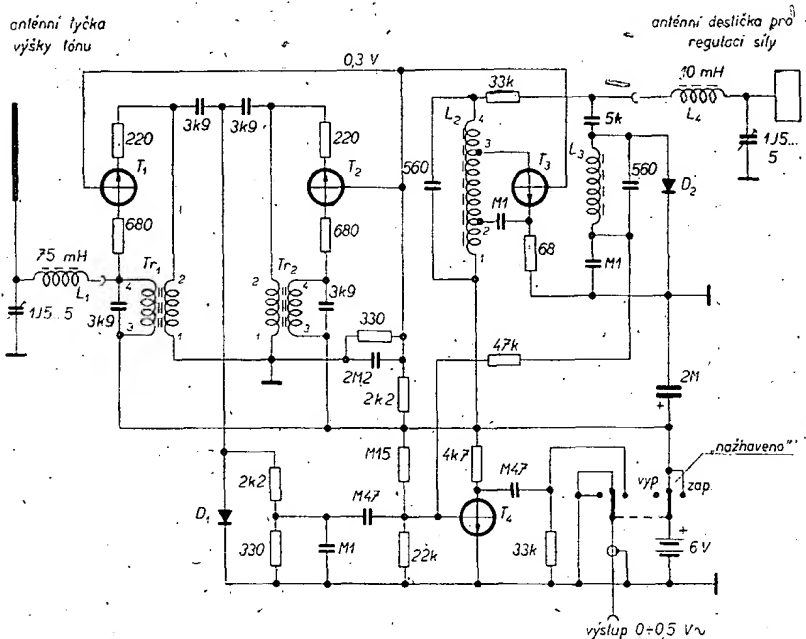 anténní tyčka
výšky tónu
anténní destička pro
regulaci síly
0,3 V
33k
10 mH
L4
3k9
3k9
220
220
L2
4
3
2
1
5k
L3
1J5...
5
T1
T2
T3
560
560
D2
680
680
M1
68
M1
75 mH
L1
Tr1
Tr2
4
3
2
1
2
1
4
3
1J5...5
3k9
3k9
330
2M2
47k
2k2
2M
+
M15
4k7
„nažhaveno"
2k2
M47
M47
vyp.
zap.
D1
T4
330
M1
22k
33k
+
6 V
výstup 0÷0,5 V~